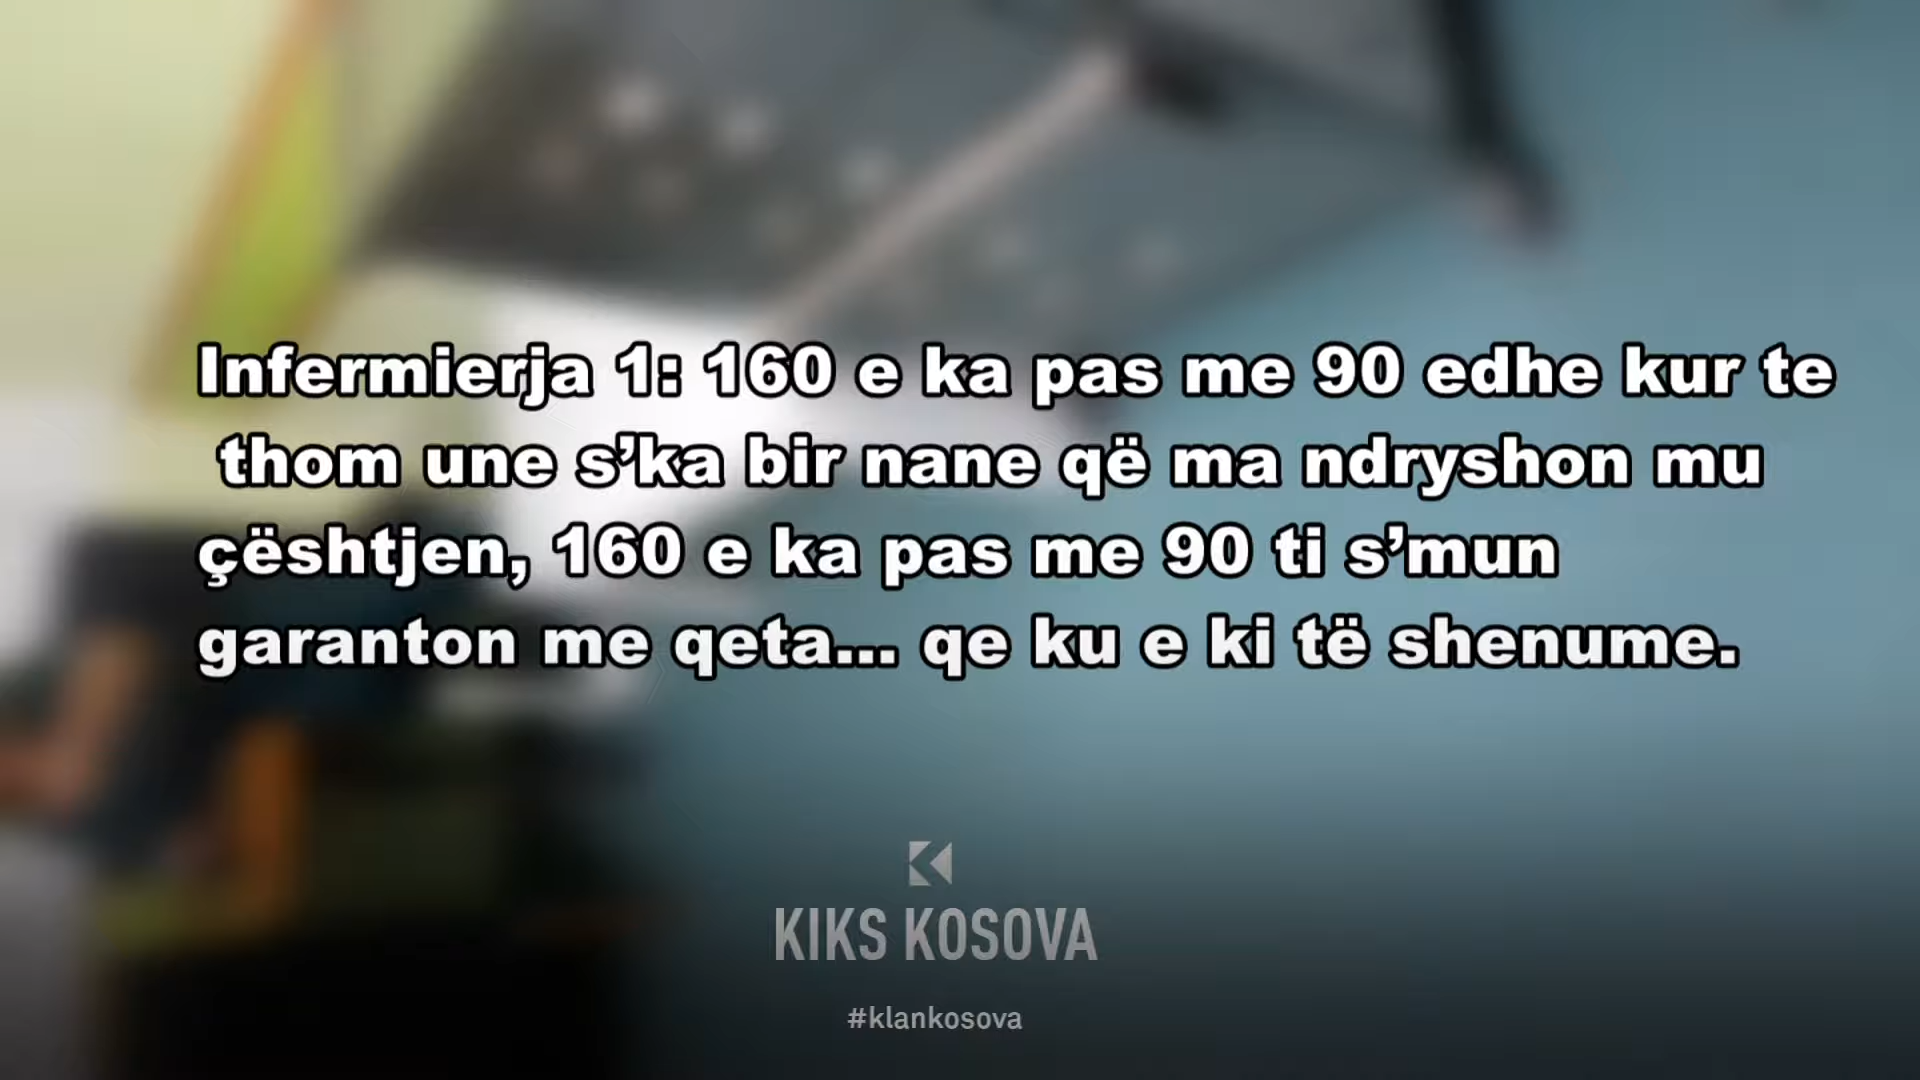 Infermierja 1: 160 e ka pas me 90 edhe kur te
thom une s’ka bir nane që ma ndryshon mu
çështjen, 160 e ka pas me 90 ti s’mun
garanton me qeta... qe ku e ki të shenume.
KIKS KOSOVA
#klankosova